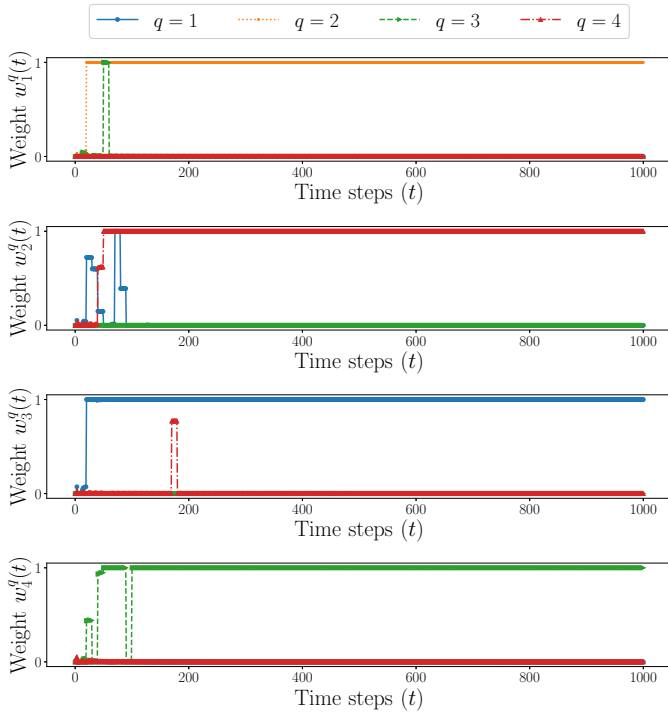 q = 1 q = 2 q = 3 q = 4
Weight w_1^q(t)
1
0
0 200 400 600 800 1000
Time steps (t)
Weight w_2^q(t)
1
0
0 200 400 600 800 1000
Time steps (t)
Weight w_3^q(t)
1
0
0 200 400 600 800 1000
Time steps (t)
Weight w_4^q(t)
1
0
0 200 400 600 800 1000
Time steps (t)